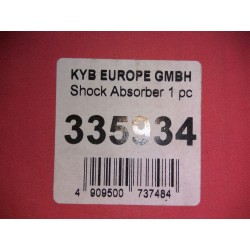 KYB EUROPE GMBH
Shock Absorber 1 pc
335934
4 909500 737484